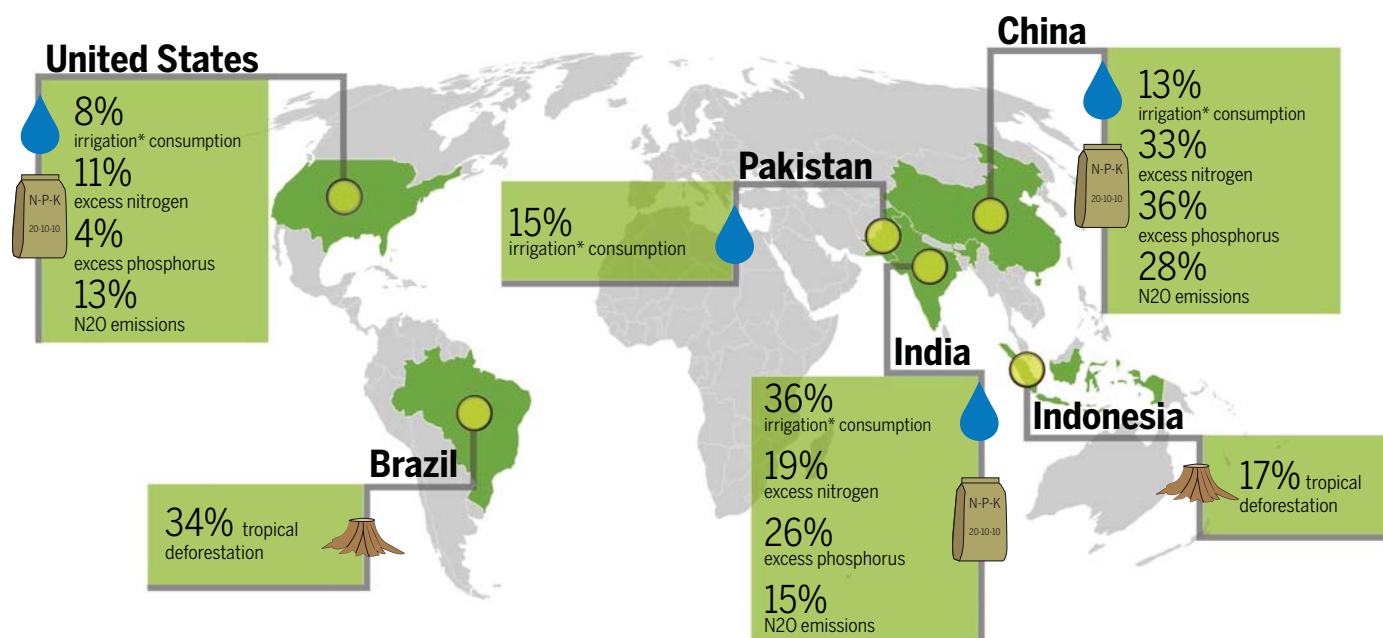 United States
8%
irrigation* consumption
11%
excess nitrogen
4%
excess phosphorus
13%
N2O emissions
N-P-K
20-10-10
Brazil
34% tropical
deforestation
Pakistan
15%
irrigation* consumption
India
36%
irrigation* consumption
19%
excess nitrogen
26%
excess phosphorus
15%
N2O emissions
N-P-K
20-10-10
China
13%
irrigation* consumption
33%
excess nitrogen
36%
excess phosphorus
28%
N2O emissions
N-P-K
20-10-10
Indonesia
17% tropical
deforestation